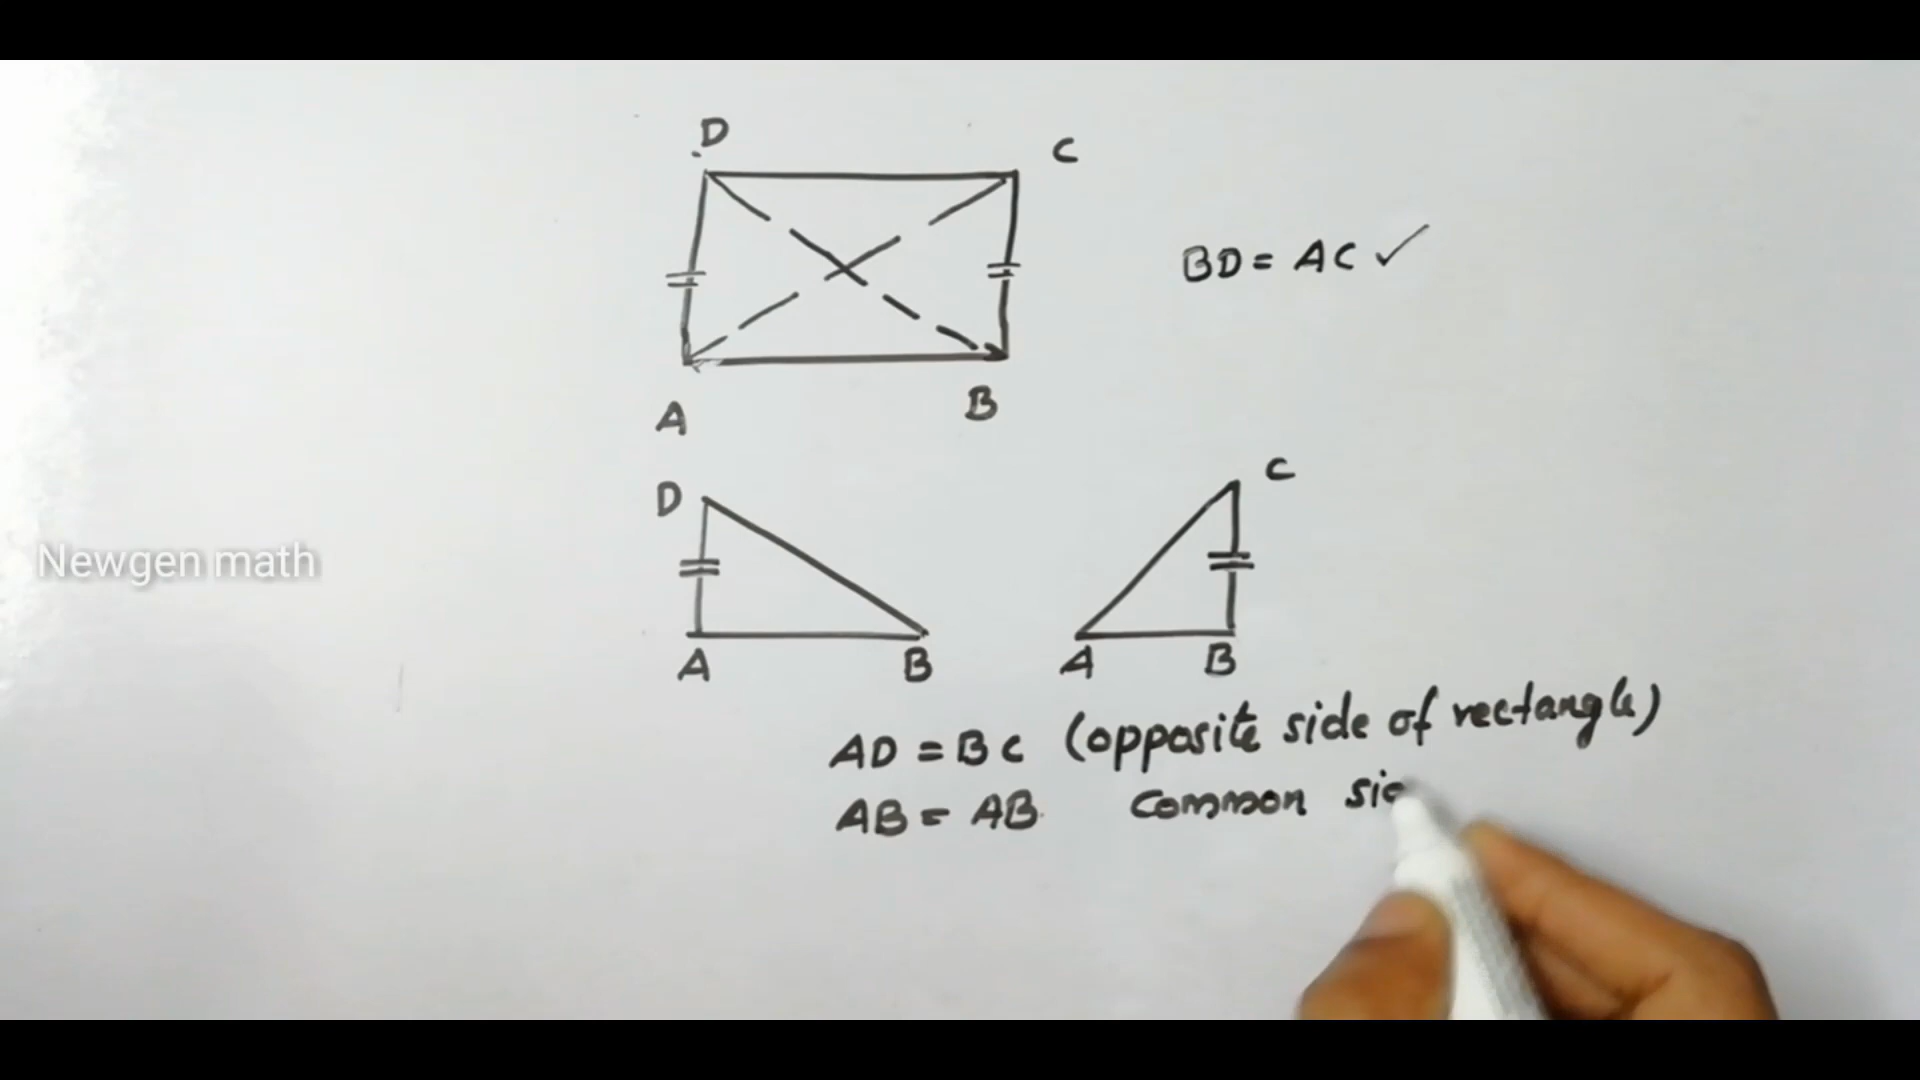 D
C
BD = AC ✓
A
B
C
D
Newgen math
A
B
A
B
AD = BC (opposite side of rectangle)
AB = AB. Common